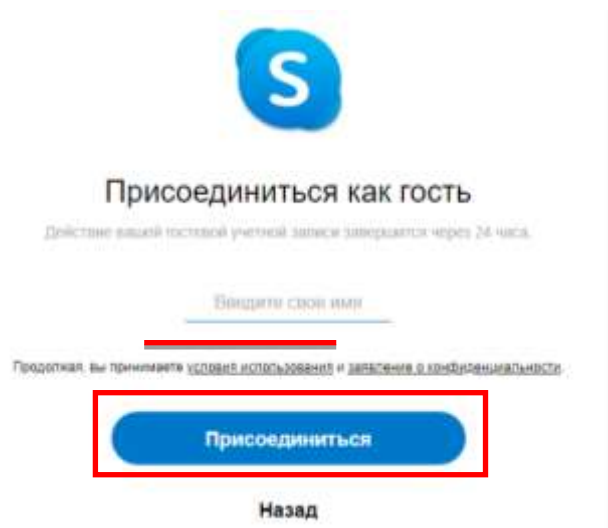 S
Присоединиться как гость
Действие вашей гостевой учетной записи завершится через 24 часа.
Введите свое имя
Продолжая, вы принимаете условия использования и заявление о конфиденциальности.
Присоединиться
Назад